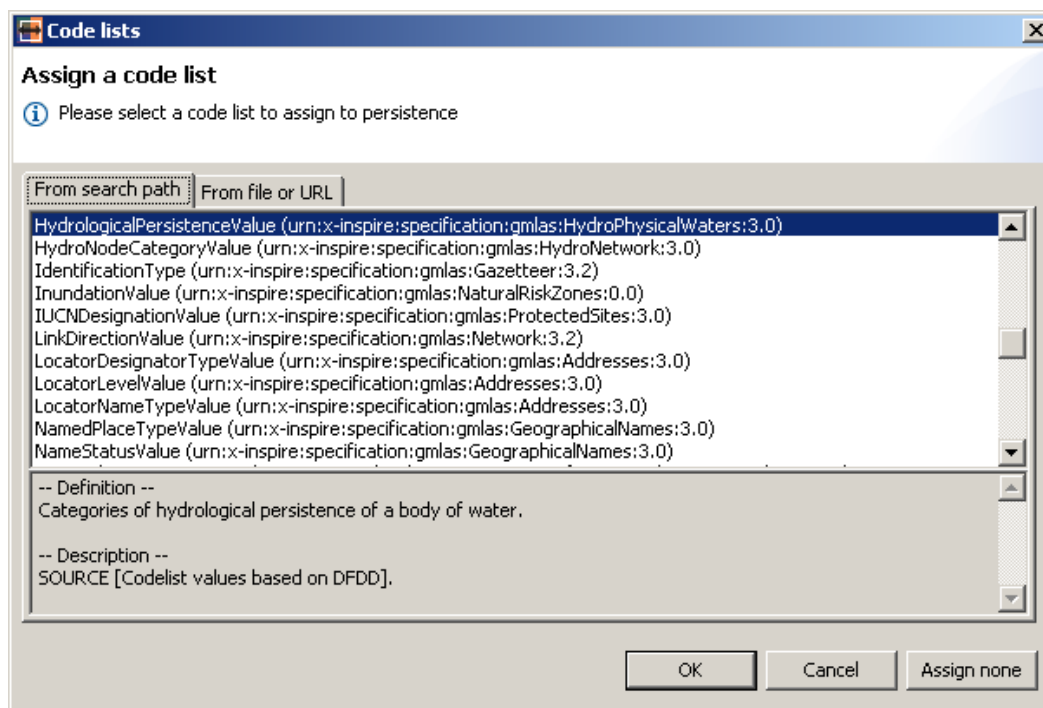 Code lists
Assign a code list
Please select a code list to assign to persistence
From search path
From file or URL
HydrologicalPersistenceValue (urn:x-inspire:specification:gmlas:HydroPhysicalWaters:3.0)
HydroNodeCategoryValue (urn:x-inspire:specification:gmlas:HydroNetwork:3.0)
IdentificationType (urn:x-inspire:specification:gmlas:Gazetteer:3.2)
InundationValue (urn:x-inspire:specification:gmlas:NaturalRiskZones:0.0)
IUCNDesignationValue (urn:x-inspire:specification:gmlas:ProtectedSites:3.0)
LinkDirectionValue (urn:x-inspire:specification:gmlas:Network:3.2)
LocatorDesignatorTypeValue (urn:x-inspire:specification:gmlas:Addresses:3.0)
LocatorLevelValue (urn:x-inspire:specification:gmlas:Addresses:3.0)
LocatorNameTypeValue (urn:x-inspire:specification:gmlas:Addresses:3.0)
NamedPlaceTypeValue (urn:x-inspire:specification:gmlas:GeographicalNames:3.0)
NameStatusValue (urn:x-inspire:specification:gmlas:GeographicalNames:3.0)
-- Definition --
Categories of hydrological persistence of a body of water.
-- Description --
SOURCE [Codelist values based on DFDD].
OK
Cancel
Assign none